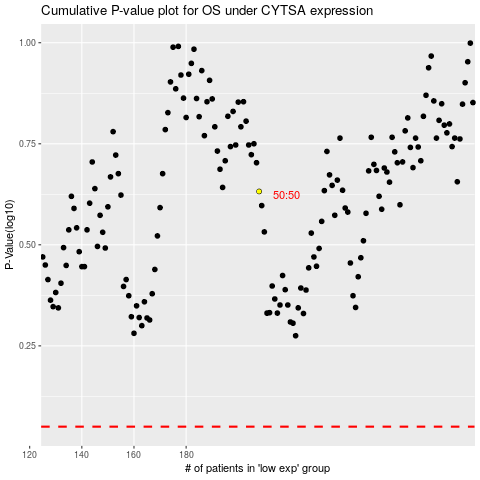 Cumulative P-value plot for OS under CYTSA expression
P-Value(log10)
1.00
0.75
0.50
0.25
50:50
120 140 160 180
# of patients in 'low exp' group